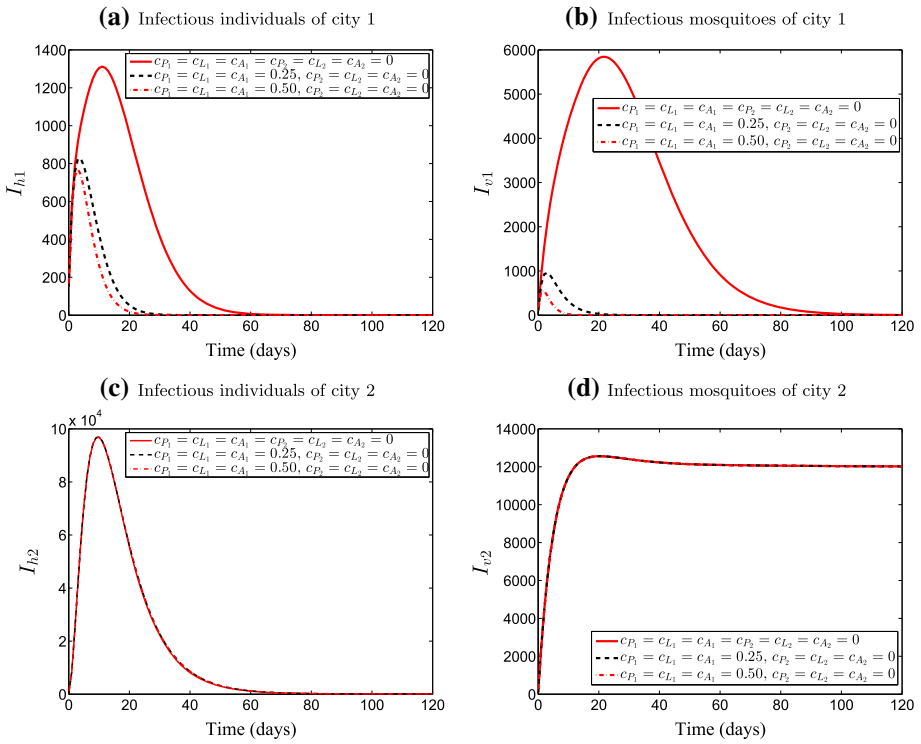 (a) Infectious individuals of city 1
1400
1200
1000
800
600
400
200
0
I_{h1}
c_{P_1} = c_{L_1} = c_{A_1} = c_{P_2} = c_{L_2} = c_{A_2} = 0
c_{P_1} = c_{L_1} = c_{A_1} = 0.25, c_{P_2} = c_{L_2} = c_{A_2} = 0
c_{P_1} = c_{L_1} = c_{A_1} = 0.50, c_{P_2} = c_{L_2} = c_{A_2} = 0
0 20 40 60 80 100 120
Time (days)
(b) Infectious mosquitoes of city 1
6000
5000
4000
3000
2000
1000
0
I_{v1}
c_{P_1} = c_{L_1} = c_{A_1} = c_{P_2} = c_{L_2} = c_{A_2} = 0
c_{P_1} = c_{L_1} = c_{A_1} = 0.25, c_{P_2} = c_{L_2} = c_{A_2} = 0
c_{P_1} = c_{L_1} = c_{A_1} = 0.50, c_{P_2} = c_{L_2} = c_{A_2} = 0
0 20 40 60 80 100 120
Time (days)
(c) Infectious individuals of city 2
x 10^4
10
8
6
4
2
0
I_{h2}
c_{P_1} = c_{L_1} = c_{A_1} = c_{P_2} = c_{L_2} = c_{A_2} = 0
c_{P_1} = c_{L_1} = c_{A_1} = 0.25, c_{P_2} = c_{L_2} = c_{A_2} = 0
c_{P_1} = c_{L_1} = c_{A_1} = 0.50, c_{P_2} = c_{L_2} = c_{A_2} = 0
0 20 40 60 80 100 120
Time (days)
(d) Infectious mosquitoes of city 2
14000
12000
10000
8000
6000
4000
2000
0
I_{v2}
c_{P_1} = c_{L_1} = c_{A_1} = c_{P_2} = c_{L_2} = c_{A_2} = 0
c_{P_1} = c_{L_1} = c_{A_1} = 0.25, c_{P_2} = c_{L_2} = c_{A_2} = 0
c_{P_1} = c_{L_1} = c_{A_1} = 0.50, c_{P_2} = c_{L_2} = c_{A_2} = 0
0 20 40 60 80 100 120
Time (days)